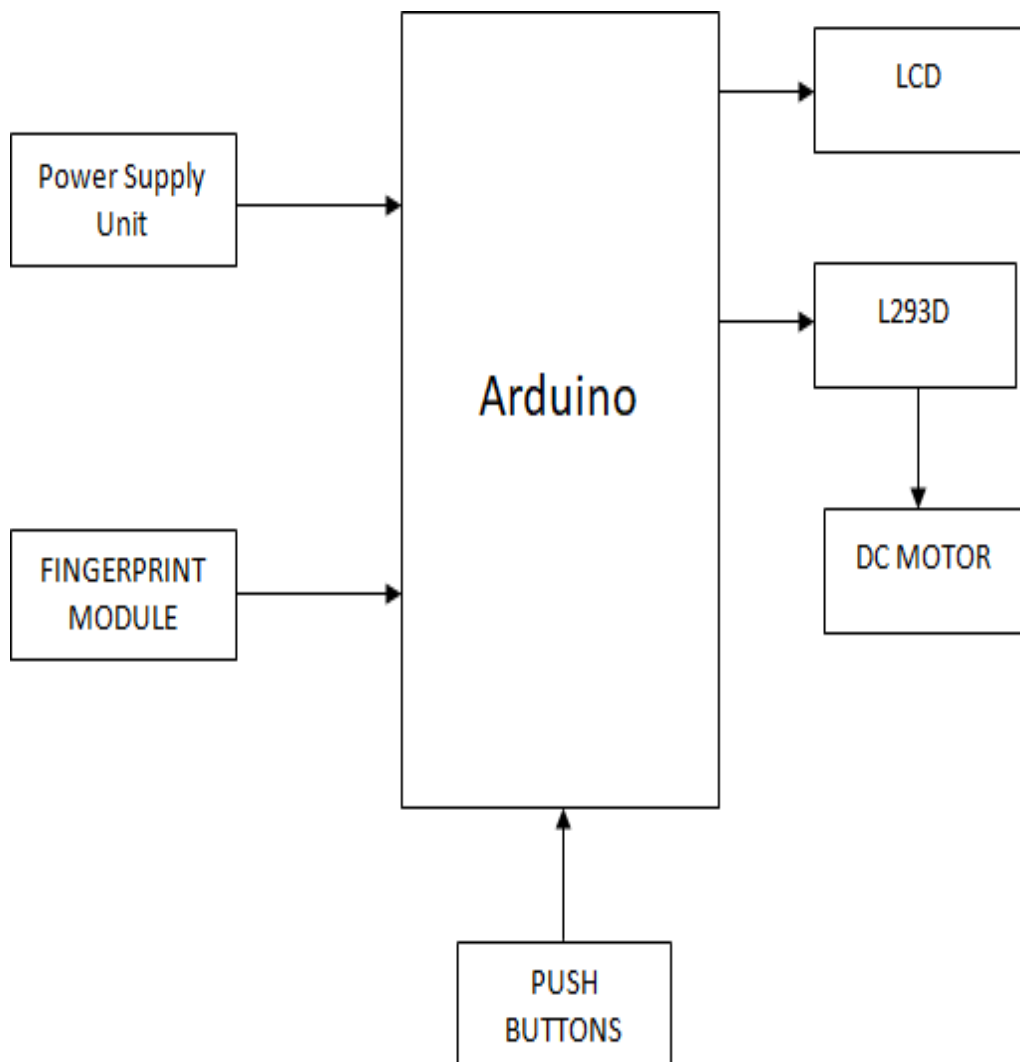 LCD
Power Supply
Unit
L293D
Arduino
FINGERPRINT
MODULE
DC MOTOR
PUSH
BUTTONS